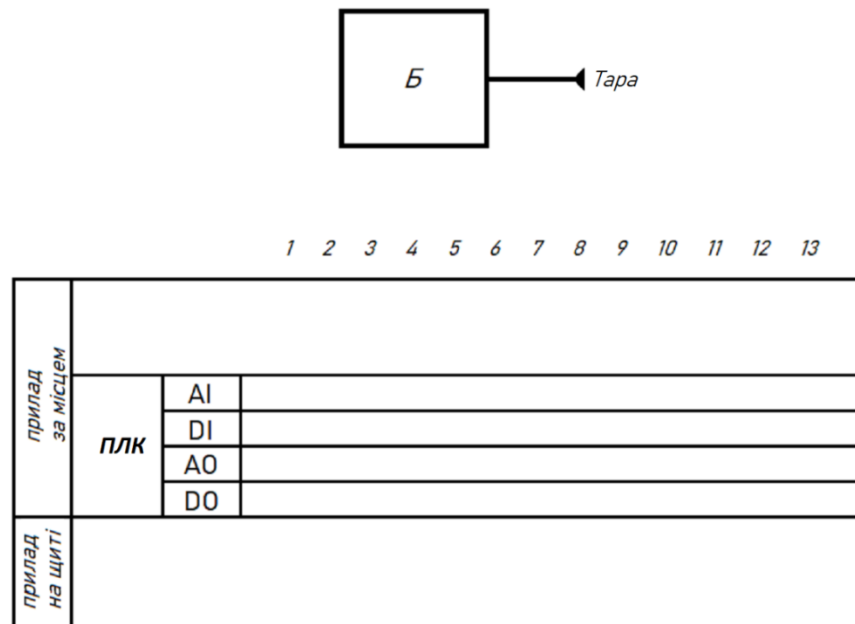 Б
Тара
1 2 3 4 5 6 7 8 9 10 11 12 13
прилад
за місцем
ПЛК
AI
DI
AO
DO
прилад
на щиті